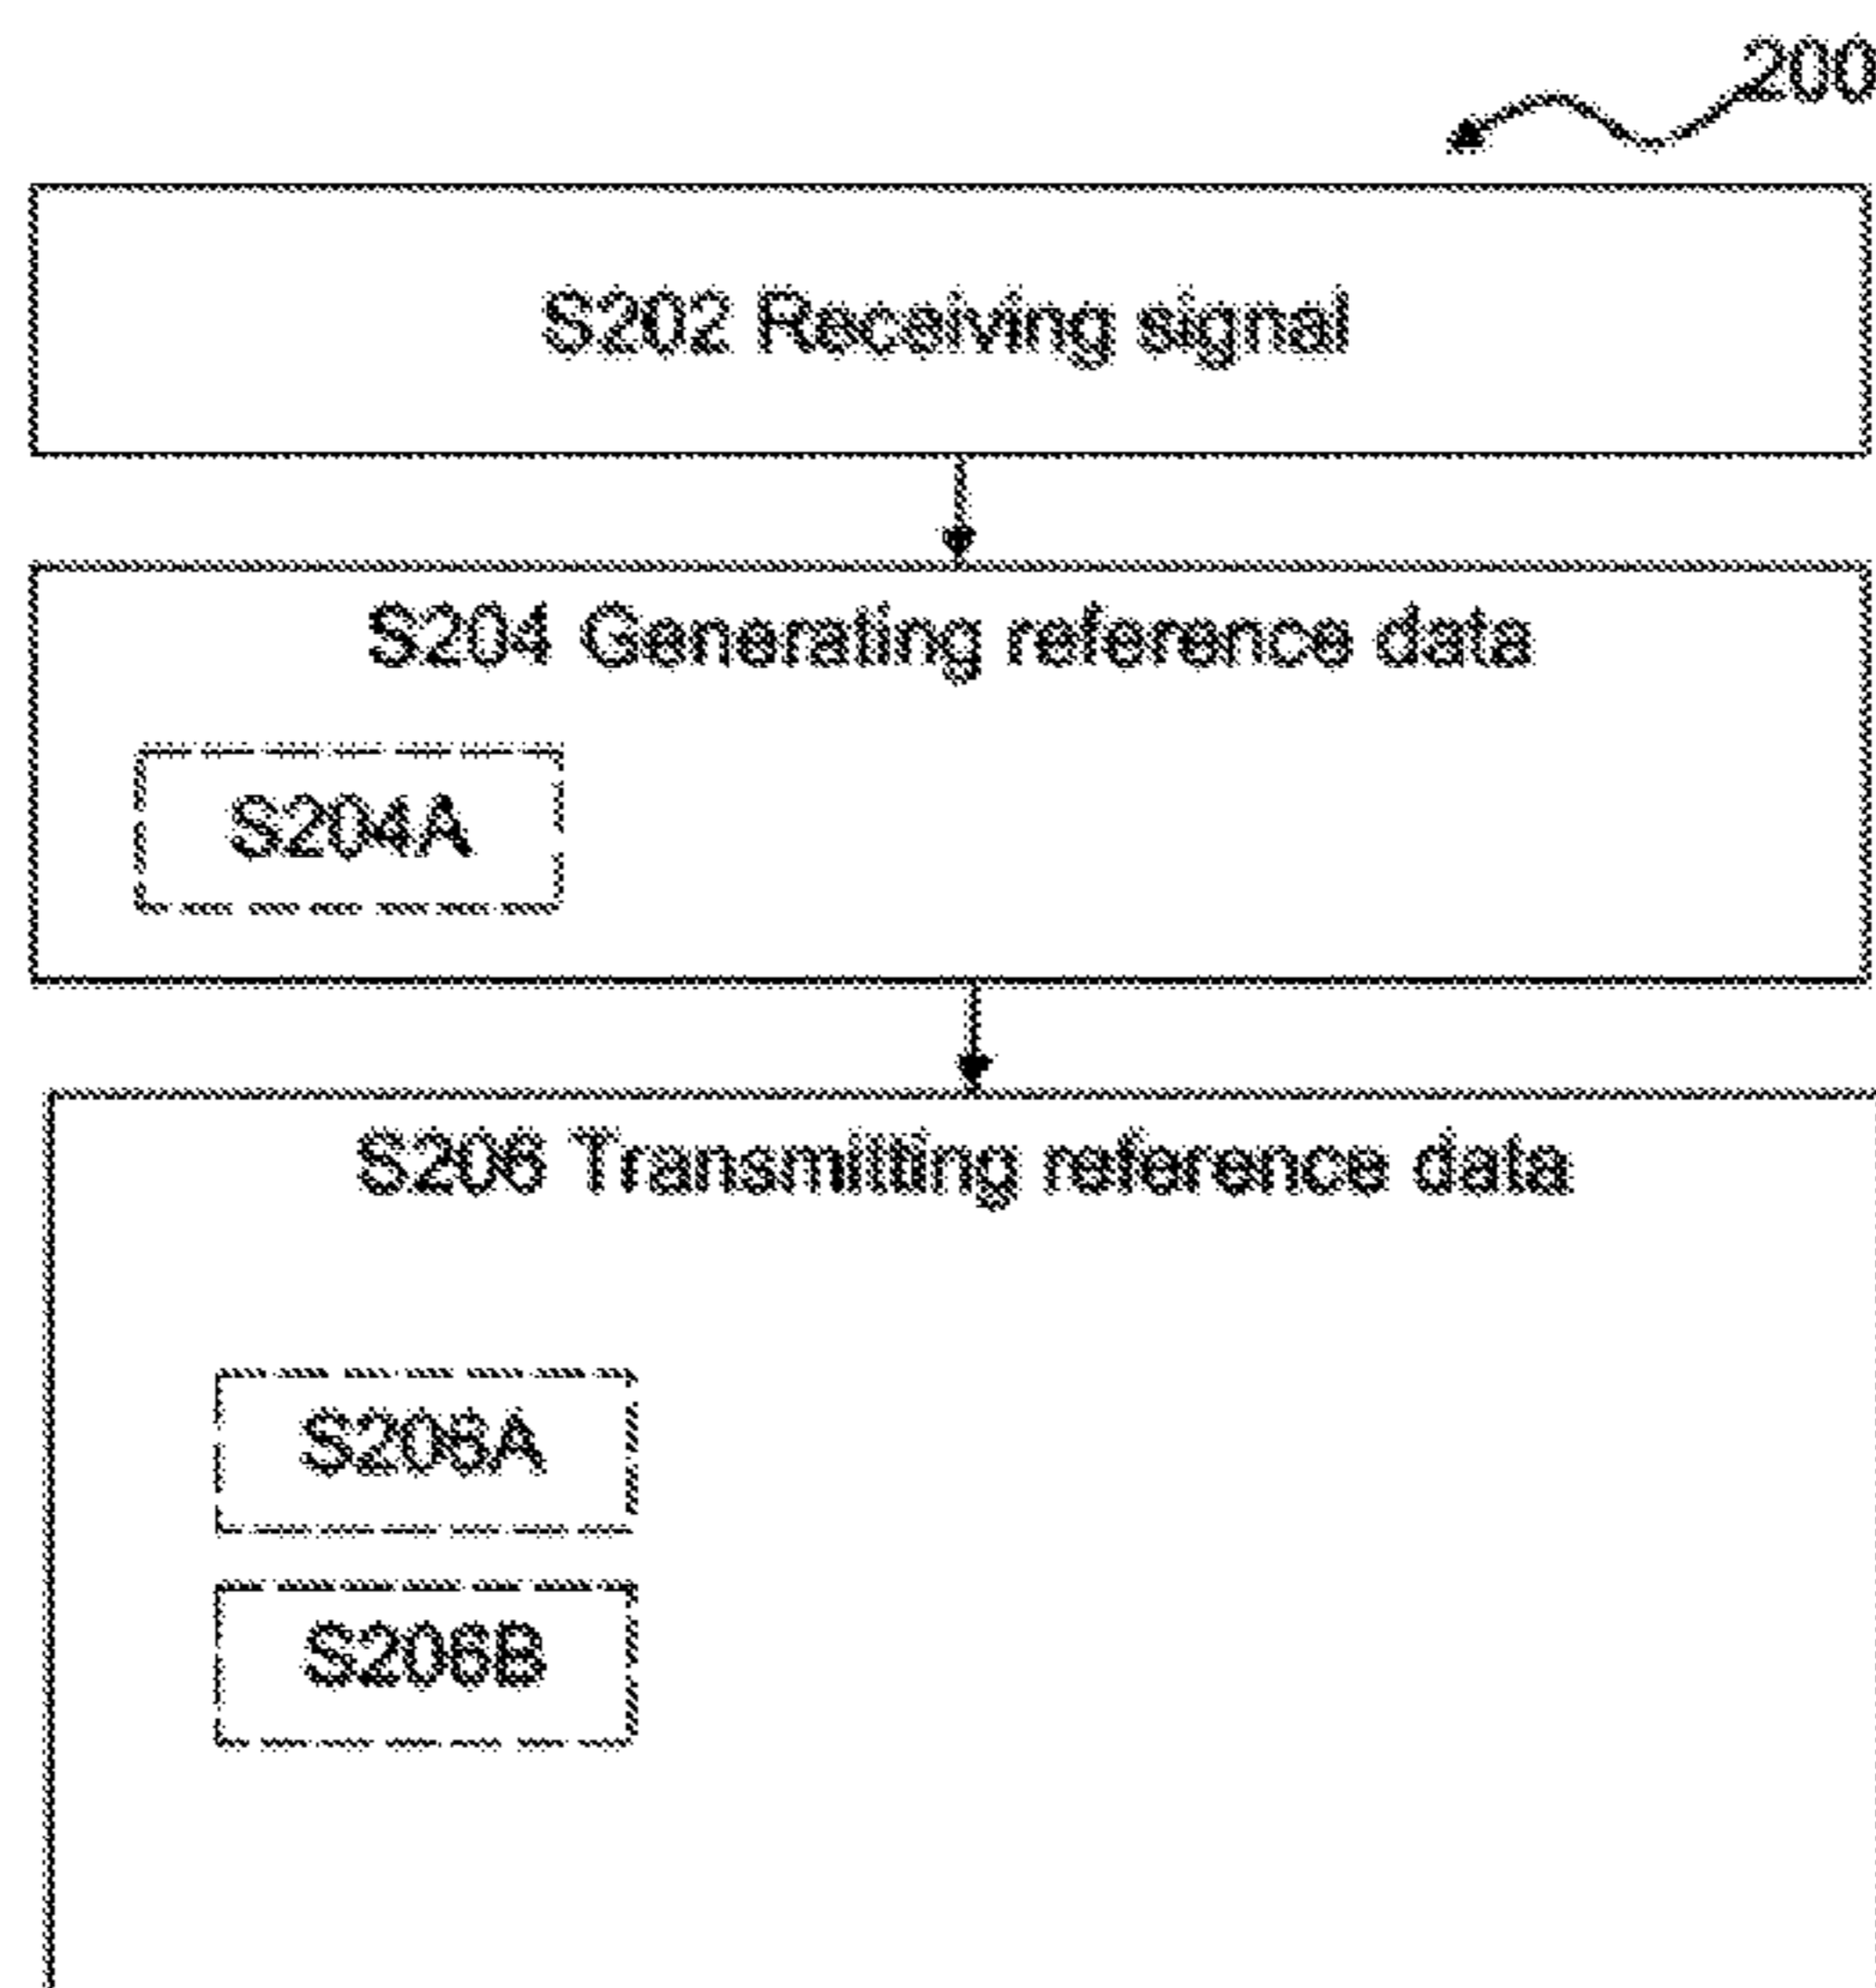 200
S202 Receiving signal
S204 Generating reference data
S204A
S206 Transmitting reference data
S206A
S206B